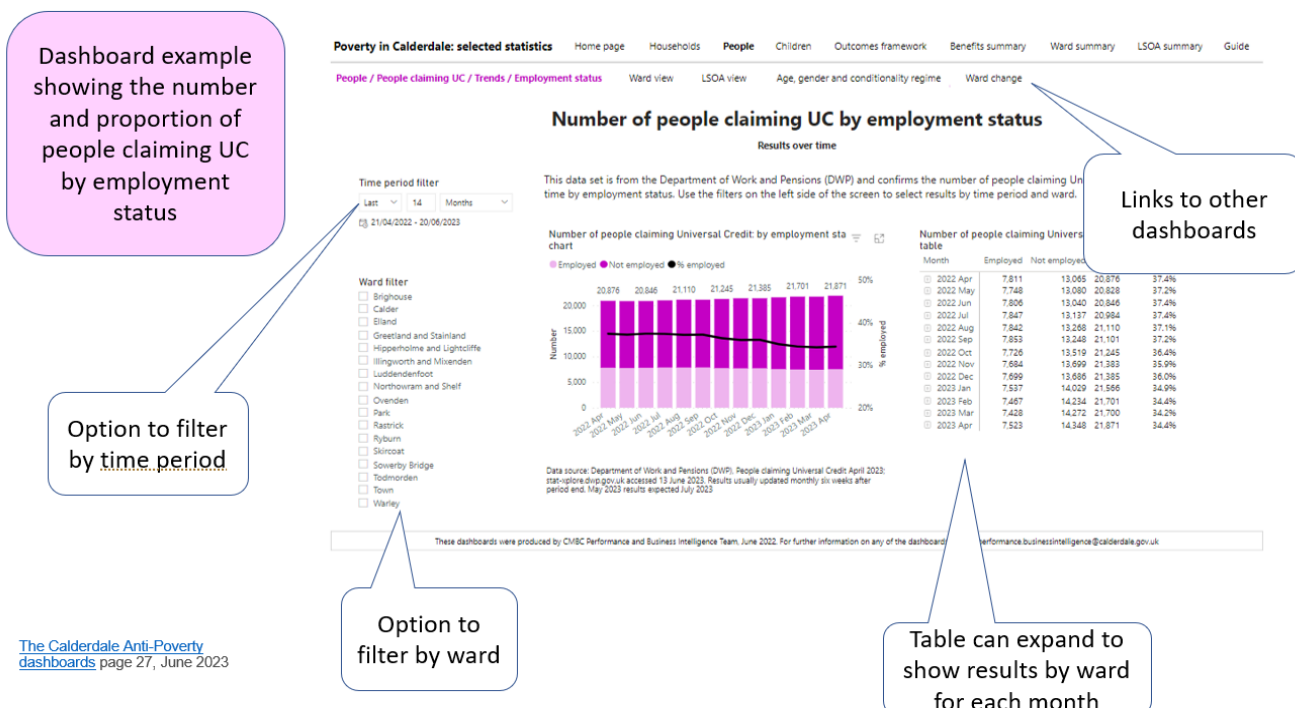 Dashboard example
showing the number
and proportion of
people claiming UC
by employment
status
Poverty in Calderdale: selected statistics Home page Households People Children Outcomes framework Benefits summary Ward summary LSOA summary Guide
People / People claiming UC / Trends / Employment status Ward view LSOA view Age, gender and conditionality regime Ward change
Number of people claiming UC by employment status
Results over time
Links to other
dashboards
Time period filter
Last 14 Months
21/04/2022 - 20/06/2023
This data set is from the Department of Work and Pensions (DWP) and confirms the number of people claiming Un
time by employment status. Use the filters on the left side of the screen to select results by time period and ward.
Option to filter
by time period
Ward filter
Brighouse
Calder
Elland
Greetland and Stainland
Hipperholme and Lightcliffe
Illingworth and Mixenden
Luddendenfoot
Northowram and Shelf
Ovenden
Park
Rastrick
Ryburn
Skircoat
Sowerby Bridge
Todmorden
Town
Warley
Number of people claiming Universal Credit: by employment sta
chart
Employed Not employed % employed
20,876 20,846 21,110 21,245 21,385 21,701 21,871
Number
20,000
15,000
10,000
5,000
0
50%
40%
30%
20%
% employed
2022 Apr 2022 May 2022 Jun 2022 Jul 2022 Aug 2022 Sep 2022 Oct 2022 Nov 2022 Dec 2023 Jan 2023 Feb 2023 Mar 2023 Apr
Number of people claiming Univers
table
Month Employed Not employed
2022 Apr 7,811 13,065 20,876 37.4%
2022 May 7,748 13,080 20,828 37.2%
2022 Jun 7,806 13,040 20,846 37.4%
2022 Jul 7,847 13,137 20,984 37.4%
2022 Aug 7,842 13,268 21,110 37.1%
2022 Sep 7,853 13,248 21,101 37.2%
2022 Oct 7,726 13,519 21,245 36.4%
2022 Nov 7,684 13,699 21,383 35.9%
2022 Dec 7,699 13,686 21,385 36.0%
2023 Jan 7,537 14,029 21,566 34.9%
2023 Feb 7,467 14,234 21,701 34.4%
2023 Mar 7,428 14,272 21,700 34.2%
2023 Apr 7,523 14,348 21,871 34.4%
Data source: Department of Work and Pensions (DWP), People claiming Universal Credit April 2023:
stat-xplore.dwp.gov.uk accessed 13 June 2023. Results usually updated monthly six weeks after
period end. May 2023 results expected July 2023
These dashboards were produced by CMBC Performance and Business Intelligence Team, June 2022. For further information on any of the dashboard erformance.businessintelligence@calderdale.gov.uk
Option to
filter by ward
Table can expand to
show results by ward
for each month
The Calderdale Anti-Poverty
dashboards page 27, June 2023